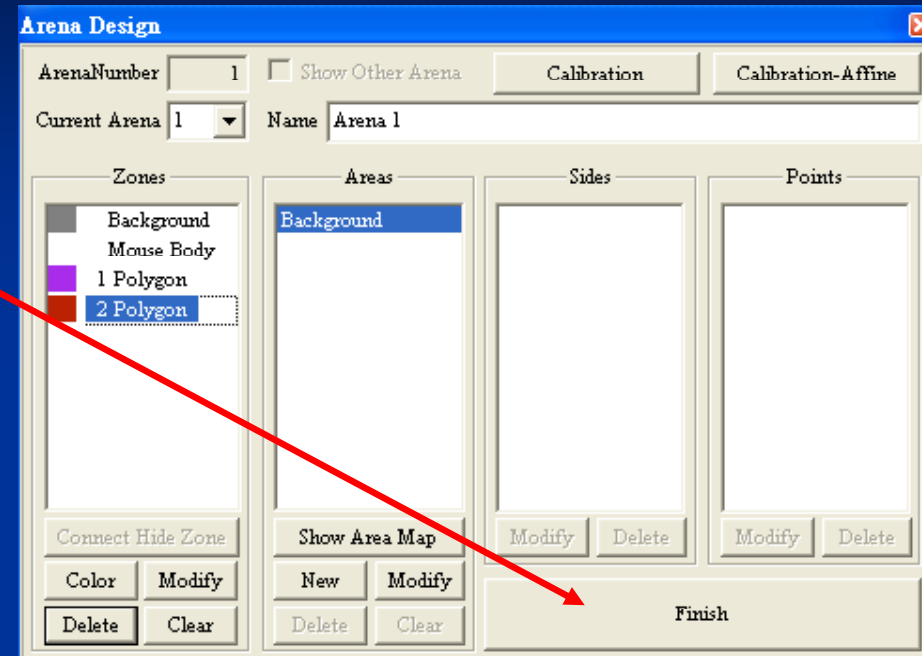 Arena Design
ArenaNumber 1 Show Other Arena Calibration Calibration-Affine
Current Arena 1 Name Arena 1
Zones Areas Sides Points
Background Background
Mouse Body
1 Polygon
2 Polygon
Connect Hide Zone Show Area Map Modify Delete Modify Delete
Color Modify New Modify
Finish
Delete Clear Delete Clear